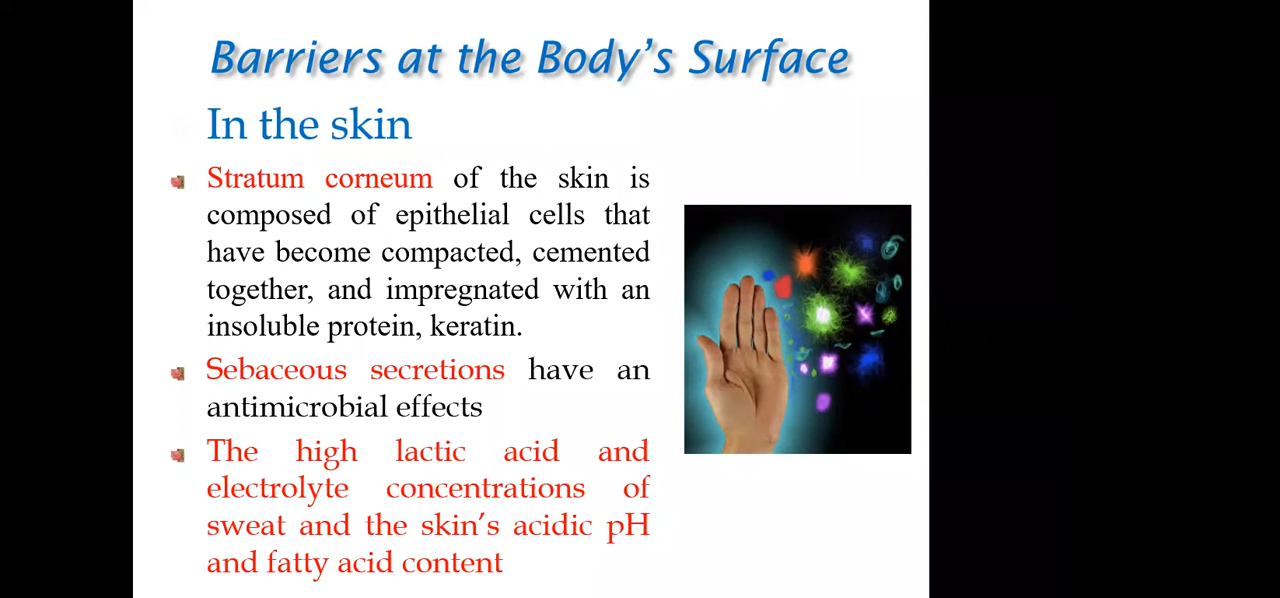 Barriers at the Body's Surface
In the skin
Stratum corneum of the skin is
composed of epithelial cells that
have become compacted, cemented
together, and impregnated with an
insoluble protein, keratin.
Sebaceous secretions have an
antimicrobial effects
The high lactic acid and
electrolyte concentrations of
sweat and the skin's acidic pH
and fatty acid content